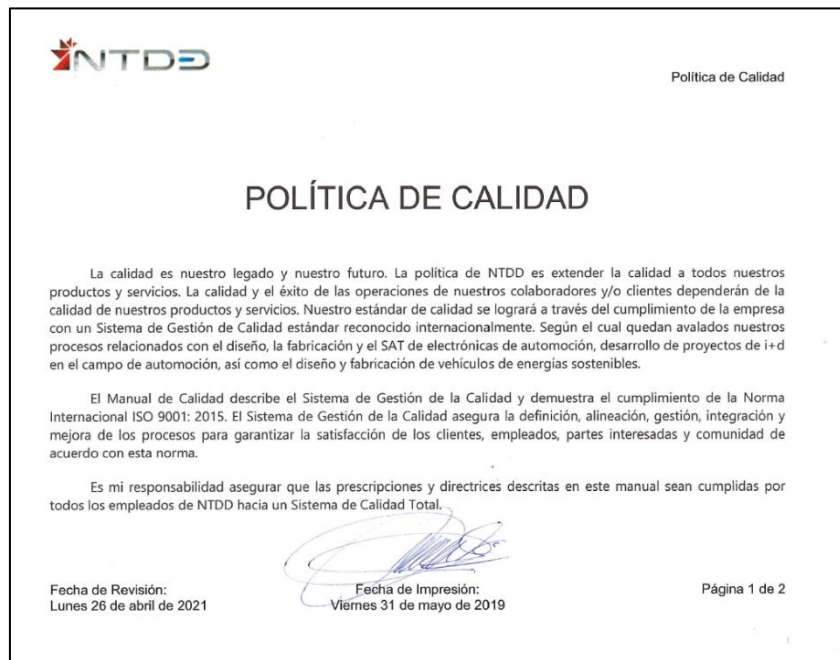 NTDD
Política de Calidad
POLÍTICA DE CALIDAD
La calidad es nuestro legado y nuestro futuro. La política de NTDD es extender la calidad a todos nuestros
productos y servicios. La calidad y el éxito de las operaciones de nuestros colaboradores y/o clientes dependerán de la
calidad de nuestros productos y servicios. Nuestro estándar de calidad se logrará a través del cumplimiento de la empresa
con un Sistema de Gestión de Calidad estándar reconocido internacionalmente. Según el cual quedan avalados nuestros
procesos relacionados con el diseño, la fabricación y el SAT de electrónicas de automoción, desarrollo de proyectos de i+d
en el campo de automoción, así como el diseño y fabricación de vehículos de energías sostenibles.
El Manual de Calidad describe el Sistema de Gestión de la Calidad y demuestra el cumplimiento de la Norma
Internacional ISO 9001: 2015. El Sistema de Gestión de la Calidad asegura la definición, alineación, gestión, integración y
mejora de los procesos para garantizar la satisfacción de los clientes, empleados, partes interesadas y comunidad de
acuerdo con esta norma.
Es mi responsabilidad asegurar que las prescripciones y directrices descritas en este manual sean cumplidas por
todos los empleados de NTDD hacia un Sistema de Calidad Total.
Fecha de Revisión:
Lunes 26 de abril de 2021
Fecha de Impresión:
Viernes 31 de mayo de 2019
Página 1 de 2